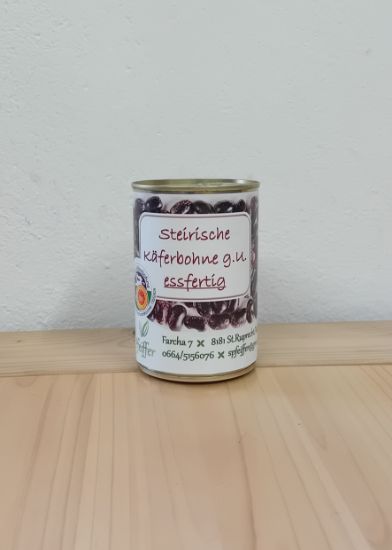 Steirische
Käferbohne g.U.
essfertig
Farcha 7 x 8181 St.Ruprecht
0664/5156076 x